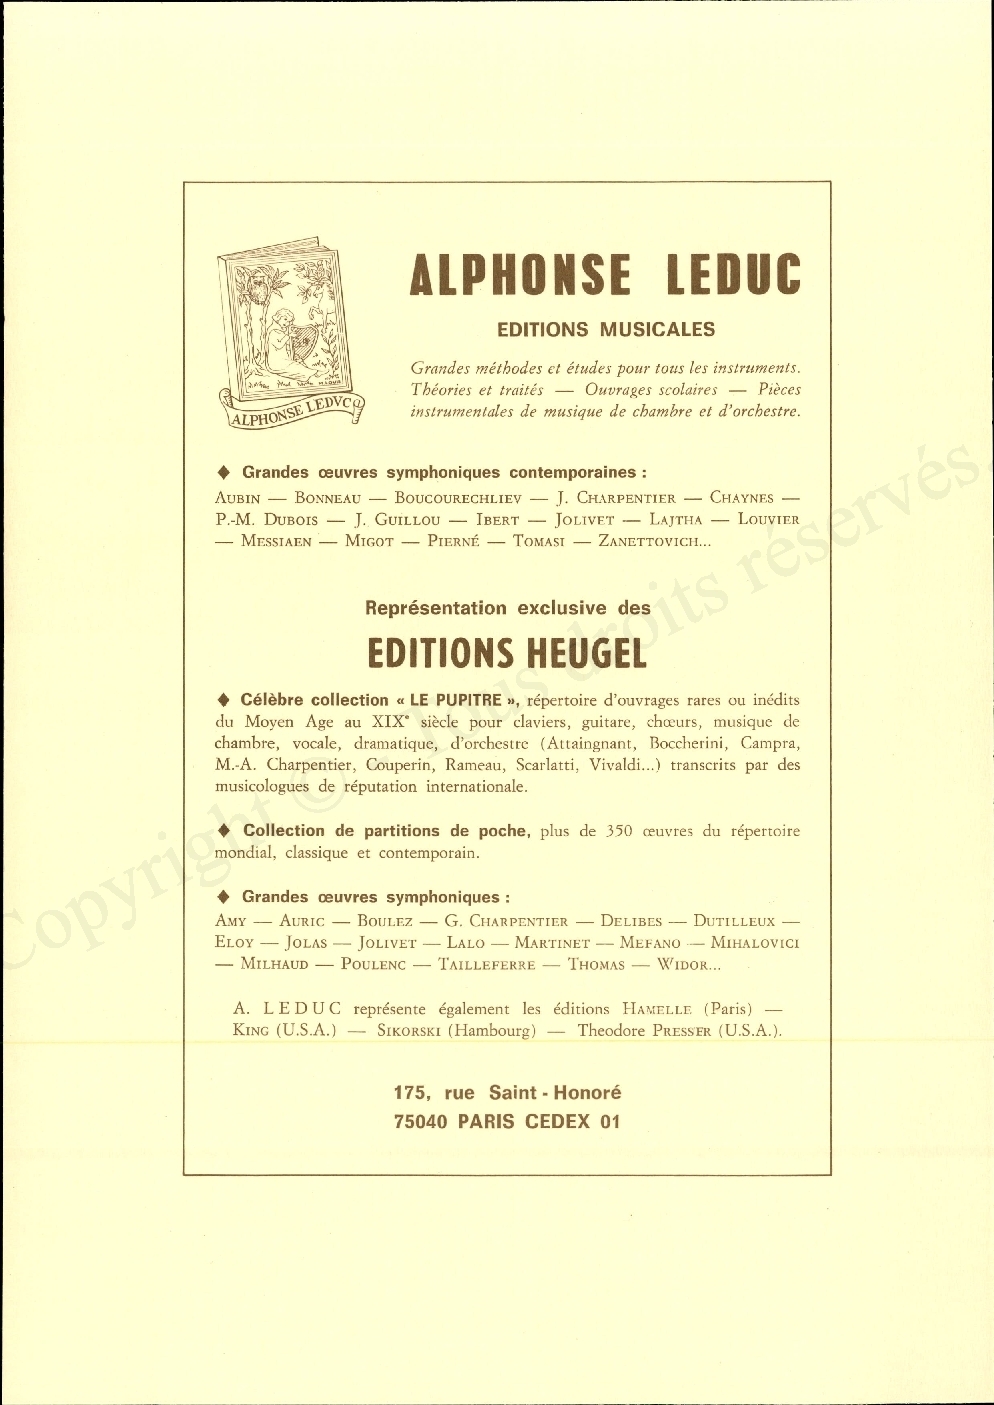 ALPHONSE LEDUC
ALPHONSE LEDUC
EDITIONS MUSICALES
Grandes méthodes et études pour tous les instruments.
Théories et traités — Ouvrages scolaires — Pièces
instrumentales de musique de chambre et d'orchestre.
♦ Grandes œuvres symphoniques contemporaines :
AUBIN — BONNEAU — BOUCOURECHLIEV — J. CHARPENTIER — CHAYNES —
P.-M. DUBOIS — J. GUILLOU — IBERT — JOLIVET — LAJTHA — LOUVIER
— MESSIAEN — MIGOT — PIERNÉ — TOMASI — ZANETTOVICH...
Représentation exclusive des
EDITIONS HEUGEL
♦ Célèbre collection « LE PUPITRE », répertoire d'ouvrages rares ou inédits
du Moyen Age au XIXe siècle pour claviers, guitare, chœurs, musique de
chambre, vocale, dramatique, d'orchestre (Attaingnant, Boccherini, Campra,
M.-A. Charpentier, Couperin, Rameau, Scarlatti, Vivaldi...) transcrits par des
musicologues de réputation internationale.
♦ Collection de partitions de poche, plus de 350 œuvres du répertoire
mondial, classique et contemporain.
♦ Grandes œuvres symphoniques :
AMY — AURIC — BOULEZ — G. CHARPENTIER — DELIBES — DUTILLEUX —
ELOY — JOLAS — JOLIVET — LALO — MARTINET — MEFANO — MIHALOVICI
— MILHAUD — POULENC — TAILLEFERRE — THOMAS — WIDOR...
A. LEDUC représente également les éditions HAMELLE (Paris) —
KING (U.S.A.) — SIKORSKI (Hambourg) — Theodore PRESSER (U.S.A.).
175, rue Saint-Honoré
75040 PARIS CEDEX 01
Copyright © - Tous droits réservés.